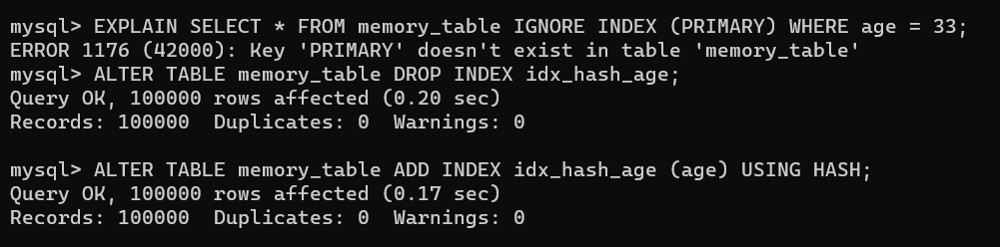 mysql> EXPLAIN SELECT * FROM memory_table IGNORE INDEX (PRIMARY) WHERE age = 33;
ERROR 1176 (42000): Key 'PRIMARY' doesn't exist in table 'memory_table'
mysql> ALTER TABLE memory_table DROP INDEX idx_hash_age;
Query OK, 100000 rows affected (0.20 sec)
Records: 100000  Duplicates: 0  Warnings: 0

mysql> ALTER TABLE memory_table ADD INDEX idx_hash_age (age) USING HASH;
Query OK, 100000 rows affected (0.17 sec)
Records: 100000  Duplicates: 0  Warnings: 0